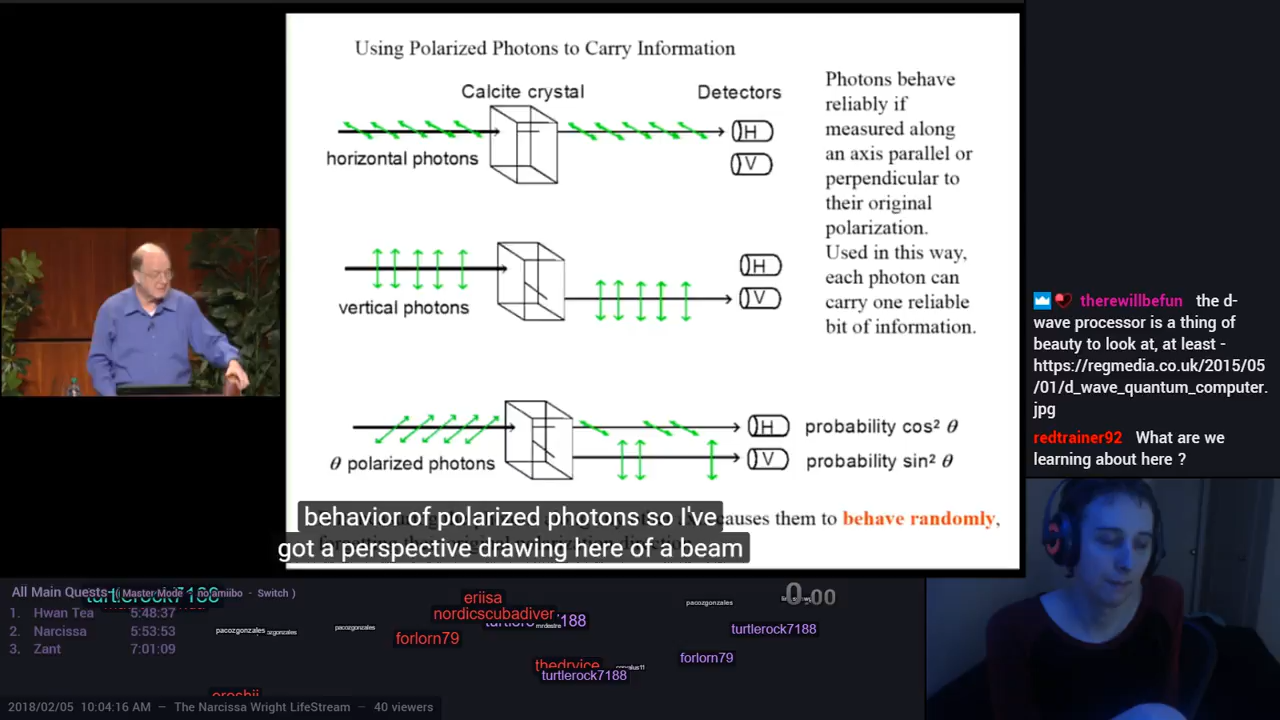 Using Polarized Photons to Carry Information
Calcite crystal
Detectors
H
V
horizontal photons
H
V
vertical photons
H
probability cos² θ
V
probability sin² θ
θ polarized photons
Photons behave
reliably if
measured along
an axis parallel or
perpendicular to
their original
polarization.
Used in this way,
each photon can
carry one reliable
bit of information.
causes them to behave randomly,
behavior of polarized photons so I've
got a perspective drawing here of a beam
therewillbefun the d-
wave processor is a thing of
beauty to look at, at least -
https://regmedia.co.uk/2015/05
/01/d_wave_quantum_computer.
jpg
redtrainer92 What are we
learning about here ?
All Main Quests
1. Hwan Tea 5:48:37
2. Narcissa 5:53:53
3. Zant 7:01:09
Master Mode - no amiibo - Switch )
turtlerock7188
0.00
eriisa
nordicscubadiver
188
pacozgonzales
pacozgonzales
pacozgonzales
forlorn79
turtlerock7188
forlorn79
thedrvice
turtlerock7188
2018/02/05 10:04:16 AM — The Narcissa Wright LifeStream — 40 viewers